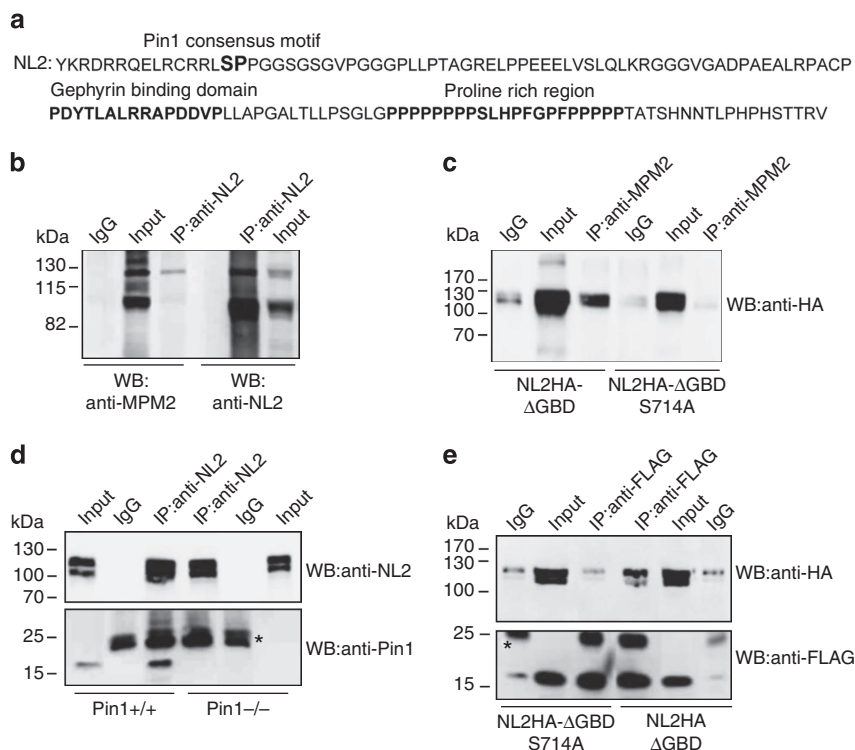 a
Pin1 consensus motif
NL2: YKRDRRQELRCRRLSPPGGSGSGVPGGGPLLPTAGRELPPEEELVSLQLKRGGGVGADPAEALRPACP
Gephyrin binding domain Proline rich region
PDYTLALRRAPDDVPLLAPGALTLLPSGLGPPPPPPPPSLHPFGPFPPPPPTATSHNNTLPHPHSTTRV
b
kDa IgG Input IP:anti-NL2 IP:anti-NL2 Input
130
115
82
WB: anti-MPM2 WB: anti-NL2
c
kDa IgG Input IP:anti-MPM2 IgG Input IP:anti-MPM2
170
130
100
70
WB:anti-HA
NL2HA-ΔGBD NL2HA-ΔGBD S714A
d
kDa Input IgG IP:anti-NL2 IP:anti-NL2 IgG Input
130
100
70
WB:anti-NL2
25
15
*
WB:anti-Pin1
Pin1+/+ Pin1–/–
e
kDa IgG Input IP:anti-FLAG IP:anti-FLAG Input IgG
170
130
100
WB:anti-HA
25
*
15
WB:anti-FLAG
NL2HA-ΔGBD S714A NL2HA ΔGBD